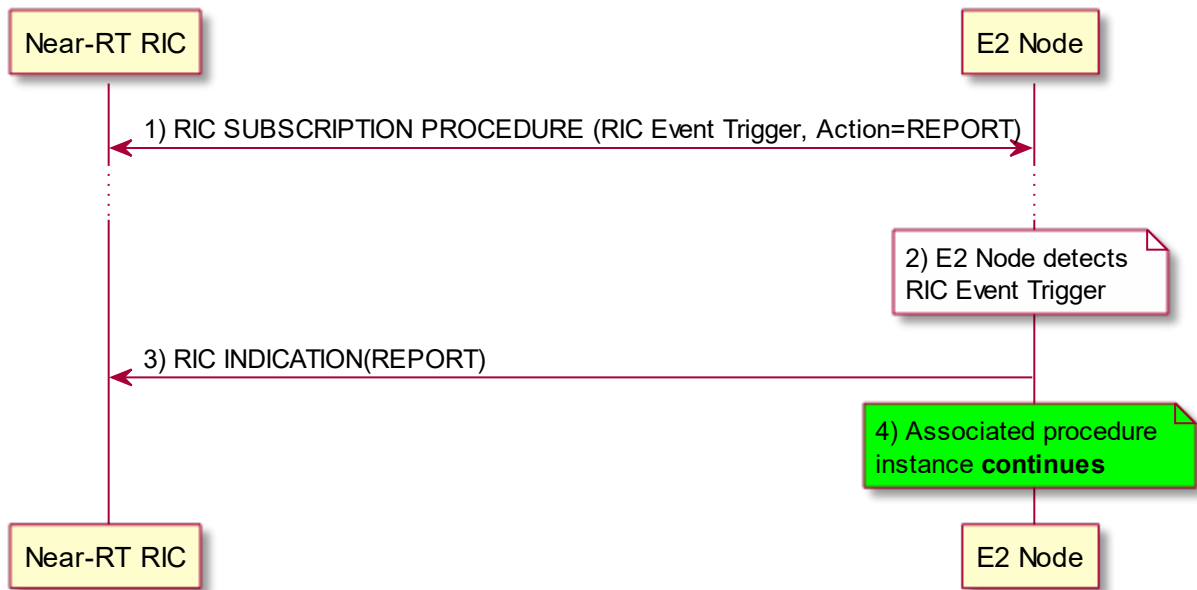 Near-RT RIC
E2 Node
1) RIC SUBSCRIPTION PROCEDURE (RIC Event Trigger, Action=REPORT)
2) E2 Node detects
RIC Event Trigger
3) RIC INDICATION(REPORT)
4) Associated procedure
instance continues
Near-RT RIC
E2 Node